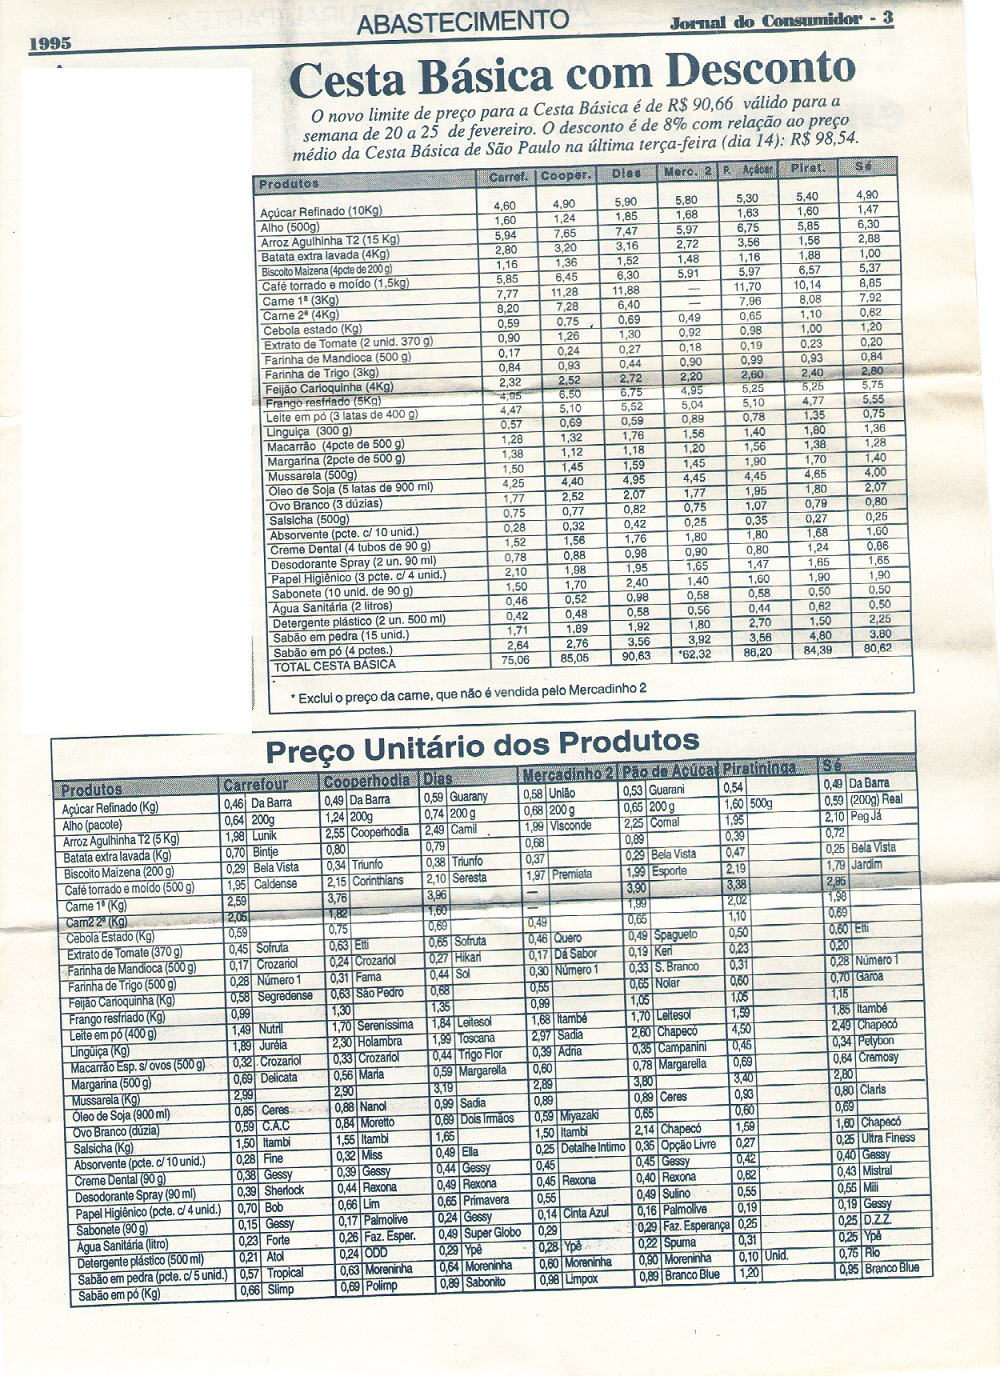 1995
ABASTECIMENTO
Jornal do Consumidor - 3
Cesta Básica com Desconto
O novo limite de preço para a Cesta Básica é de R$ 90,66 válido para a
semana de 20 a 25 de fevereiro. O desconto é de 8% com relação ao preço
médio da Cesta Básica de São Paulo na última terça-feira (dia 14): R$ 98,54.
Produtos Carref. Cooper. Dias Merc. 2 P. Açúcar Pirat. Sé
Açúcar Refinado (10Kg) 4,60 4,90 5,90 5,80 5,30 5,40 4,90
Alho (500g) 1,60 1,24 1,85 1,68 1,63 1,60 1,47
Arroz Agulhinha T2 (15 Kg) 5,94 7,65 7,47 5,97 6,75 5,85 6,30
Batata extra lavada (4Kg) 2,80 3,20 3,16 2,72 3,56 1,56 2,88
Biscoito Maizena (4pcte de 200 g) 1,16 1,36 1,52 1,48 1,16 1,88 1,00
Café torrado e moído (1,5kg) 5,85 6,45 6,30 5,91 5,97 6,57 5,37
Carne 1ª (3Kg) 7,77 11,28 11,88 — 11,70 10,14 8,85
Carne 2ª (4Kg) 8,20 7,28 6,40 — 7,96 8,08 7,92
Cebola estado (Kg) 0,59 0,75 0,69 0,49 0,65 1,10 0,62
Extrato de Tomate (2 unid. 370 g) 0,90 1,26 1,30 0,92 0,98 1,00 1,20
Farinha de Mandioca (500 g) 0,17 0,24 0,27 0,18 0,19 0,23 0,20
Farinha de Trigo (3kg) 0,84 0,93 0,44 0,90 0,99 0,93 0,84
Feijão Carioquinha (4Kg) 2,32 2,52 2,72 2,20 2,60 2,40 2,80
Frango resfriado (5Kg) 4,95 6,50 6,75 4,95 5,25 5,25 5,75
Leite em pó (3 latas de 400 g) 4,47 5,10 5,52 5,04 5,10 4,77 5,55
Linguiça (300 g) 0,57 0,69 0,59 0,89 0,78 1,35 0,75
Macarrão (4pcte de 500 g) 1,28 1,32 1,76 1,56 1,40 1,80 1,36
Margarina (2pcte de 500 g) 1,38 1,12 1,18 1,20 1,56 1,38 1,28
Mussarela (500g) 1,50 1,45 1,59 1,45 1,90 1,70 1,40
Óleo de Soja (5 latas de 900 ml) 4,25 4,40 4,95 4,45 4,45 4,65 4,00
Ovo Branco (3 dúzias) 1,77 2,52 2,07 1,77 1,95 1,80 2,07
Salsicha (500g) 0,75 0,77 0,82 0,75 1,07 0,79 0,80
Absorvente (pcte. c/ 10 unid.) 0,28 0,32 0,42 0,25 0,35 0,27 0,25
Creme Dental (4 tubos de 90 g) 1,52 1,56 1,76 1,80 1,80 1,68 1,60
Desodorante Spray (2 un. 90 ml) 0,78 0,88 0,98 0,90 0,80 1,24 0,86
Papel Higiênico (3 pcte. c/ 4 unid.) 2,10 1,98 1,95 1,65 1,47 1,65 1,65
Sabonete (10 unid. de 90 g) 1,50 1,70 2,40 1,40 1,60 1,90 1,90
Água Sanitária (2 litros) 0,46 0,52 0,98 0,58 0,58 0,50 0,50
Detergente plástico (2 un. 500 ml) 0,42 0,48 0,58 0,56 0,44 0,62 0,50
Sabão em pedra (15 unid.) 1,71 1,89 1,92 1,80 2,70 1,50 2,25
Sabão em pó (4 pctes.) 2,64 2,76 3,56 3,92 3,56 4,80 3,80
TOTAL CESTA BÁSICA 75,06 85,05 90,63 *62,32 86,20 84,39 80,62
* Exclui o preço da carne, que não é vendida pelo Mercadinho 2
Preço Unitário dos Produtos
Produtos Carrefour Cooperhodia Dias Mercadinho 2 Pão de Açúcar Piratininga Sé
Açúcar Refinado (Kg) 0,46 Da Barra 0,49 Da Barra 0,59 Guarany 0,58 União 0,53 Guarani 0,54 0,49 Da Barra
Alho (pacote) 0,64 200g 1,24 200g 0,74 200 g 0,68 200 g 0,65 200 g 1,60 500g 0,59 (200g) Real
Arroz Agulhinha T2 (5 Kg) 1,98 Lunik 2,55 Cooperhodia 2,49 Camil 1,99 Visconde 2,25 Comal 1,95 2,10 Peg Já
Batata extra lavada (Kg) 0,70 Bintje 0,80 0,79 0,68 0,89 0,39 0,72
Biscoito Maizena (200 g) 0,29 Bela Vista 0,34 Triunfo 0,38 Triunfo 0,37 0,29 Bela Vista 0,47 0,25 Bela Vista
Café torrado e moído (500 g) 1,95 Caldense 2,15 Corinthians 2,10 Seresta 1,97 Premiata 1,99 Esporte 2,19 1,79 Jardim
Carne 1ª (Kg) 2,59 3,76 3,96 — 3,90 3,38 2,95
Carn2 2ª (Kg) 2,05 1,82 1,60 — 1,99 2,02 1,98
Cebola Estado (Kg) 0,59 0,75 0,69 0,49 0,65 1,10 0,69
Extrato de Tomate (370 g) 0,45 Sofruta 0,63 Etti 0,65 Sofruta 0,46 Quero 0,49 Spagueto 0,50 0,60 Etti
Farinha de Mandioca (500 g) 0,17 Crozariol 0,24 Crozariol 0,27 Hikari 0,17 Dá Sabor 0,19 Keri 0,23 0,20
Farinha de Trigo (500 g) 0,28 Número 1 0,31 Fama 0,44 Sol 0,30 Número 1 0,33 S. Branco 0,31 0,28 Número 1
Feijão Carioquinha (Kg) 0,58 Segredense 0,63 São Pedro 0,68 0,55 0,65 Nolar 0,60 0,70 Garoa
Frango resfriado (Kg) 0,99 1,30 1,35 0,99 1,05 1,05 1,15
Leite em pó (400 g) 1,49 Nutril 1,70 Sereníssima 1,84 Leitesol 1,68 Itambé 1,70 Leitesol 1,59 1,85 Itambé
Lingüiça (Kg) 1,89 Juréia 2,30 Holambra 1,99 Toscana 2,97 Sadia 2,60 Chapecó 4,50 2,49 Chapecó
Macarrão Esp. s/ovos (500 g) 0,32 Crozariol 0,33 Crozariol 0,44 Trigo Flor 0,39 Adria 0,35 Campanini 0,45 0,34 Petybon
Margarina (500 g) 0,69 Delicata 0,56 Maria 0,59 Margarella 0,60 0,78 Margarella 0,69 0,64 Cremosy
Mussarela (Kg) 2,99 2,90 3,19 2,89 3,80 3,40 2,80
Óleo de Soja (900 ml) 0,85 Ceres 0,88 Nanol 0,99 Sadia 0,89 0,89 Ceres 0,93 0,80 Claris
Ovo Branco (dúzia) 0,59 C.A.C 0,84 Moretto 0,69 Dois Irmãos 0,59 Miyazaki 0,65 0,60 0,69
Salsicha (Kg) 1,50 Itambi 1,55 Itambi 1,65 1,50 Itambi 2,14 Chapecó 1,59 1,60 Chapecó
Absorvente (pcte. c/ 10 unid.) 0,28 Fine 0,32 Miss 0,49 Ella 0,25 Detalhe Intimo 0,35 Opção Livre 0,27 0,25 Ultra Finess
Creme Dental (90 g) 0,38 Gessy 0,39 Gessy 0,44 Gessy 0,45 0,45 Gessy 0,42 0,40 Gessy
Desodorante Spray (90 ml) 0,39 Sherlock 0,44 Rexona 0,49 Rexona 0,45 Rexona 0,40 Rexona 0,62 0,43 Mistral
Papel Higiênico (pcte c/ 4 unid.) 0,70 Bob 0,66 Lim 0,65 Primavera 0,55 0,49 Sulino 0,55 0,55 Mili
Sabonete (90 g) 0,15 Gessy 0,17 Palmolive 0,24 Gessy 0,14 Cinta Azul 0,16 Palmolive 0,19 0,19 Gessy
Água Sanitária (litro) 0,23 Forte 0,26 Faz. Esper. 0,49 Super Globo 0,29 0,29 Faz. Esperança 0,25 0,25 D.Z.Z.
Detergente plástico (500 ml) 0,21 Atol 0,24 ODD 0,29 Ypê 0,28 Ypê 0,22 Spuma 0,31 0,25 Ypê
Sabão em pedra (pcte. c/ 5 unid.) 0,57 Tropical 0,63 Moreninha 0,64 Moreninha 0,60 Moreninha 0,90 Moreninha 0,10 Unid. 0,75 Rio
Sabão em pó (Kg) 0,66 Slimp 0,69 Polimp 0,89 Sabonito 0,98 Limpox 0,89 Branco Blue 1,20 0,95 Branco Blue